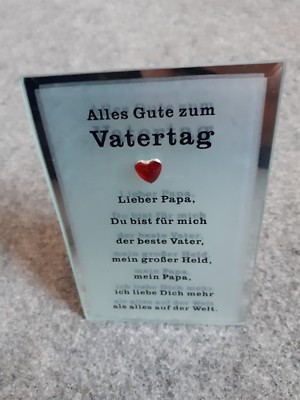 Alles Gute zum
Vatertag
Lieber Papa,
Du bist für mich
der beste Vater,
mein großer Held,
mein Papa,
ich liebe Dich mehr
als alles auf der Welt.